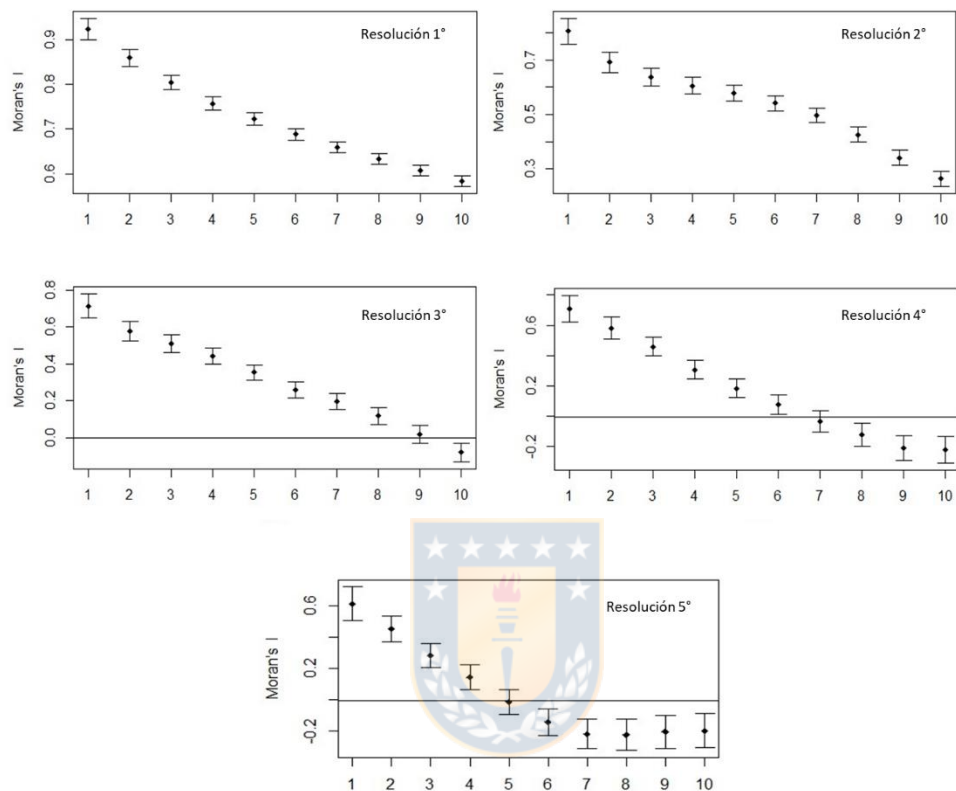 Resolución 1°
Moran's I
0.9
0.8
0.7
0.6
1 2 3 4 5 6 7 8 9 10
Resolución 2°
Moran's I
0.7
0.5
0.3
1 2 3 4 5 6 7 8 9 10
Resolución 3°
Moran's I
0.8
0.6
0.4
0.2
0.0
1 2 3 4 5 6 7 8 9 10
Resolución 4°
Moran's I
0.6
0.2
-0.2
1 2 3 4 5 6 7 8 9 10
Resolución 5°
Moran's I
0.6
0.2
-0.2
1 2 3 4 5 6 7 8 9 10